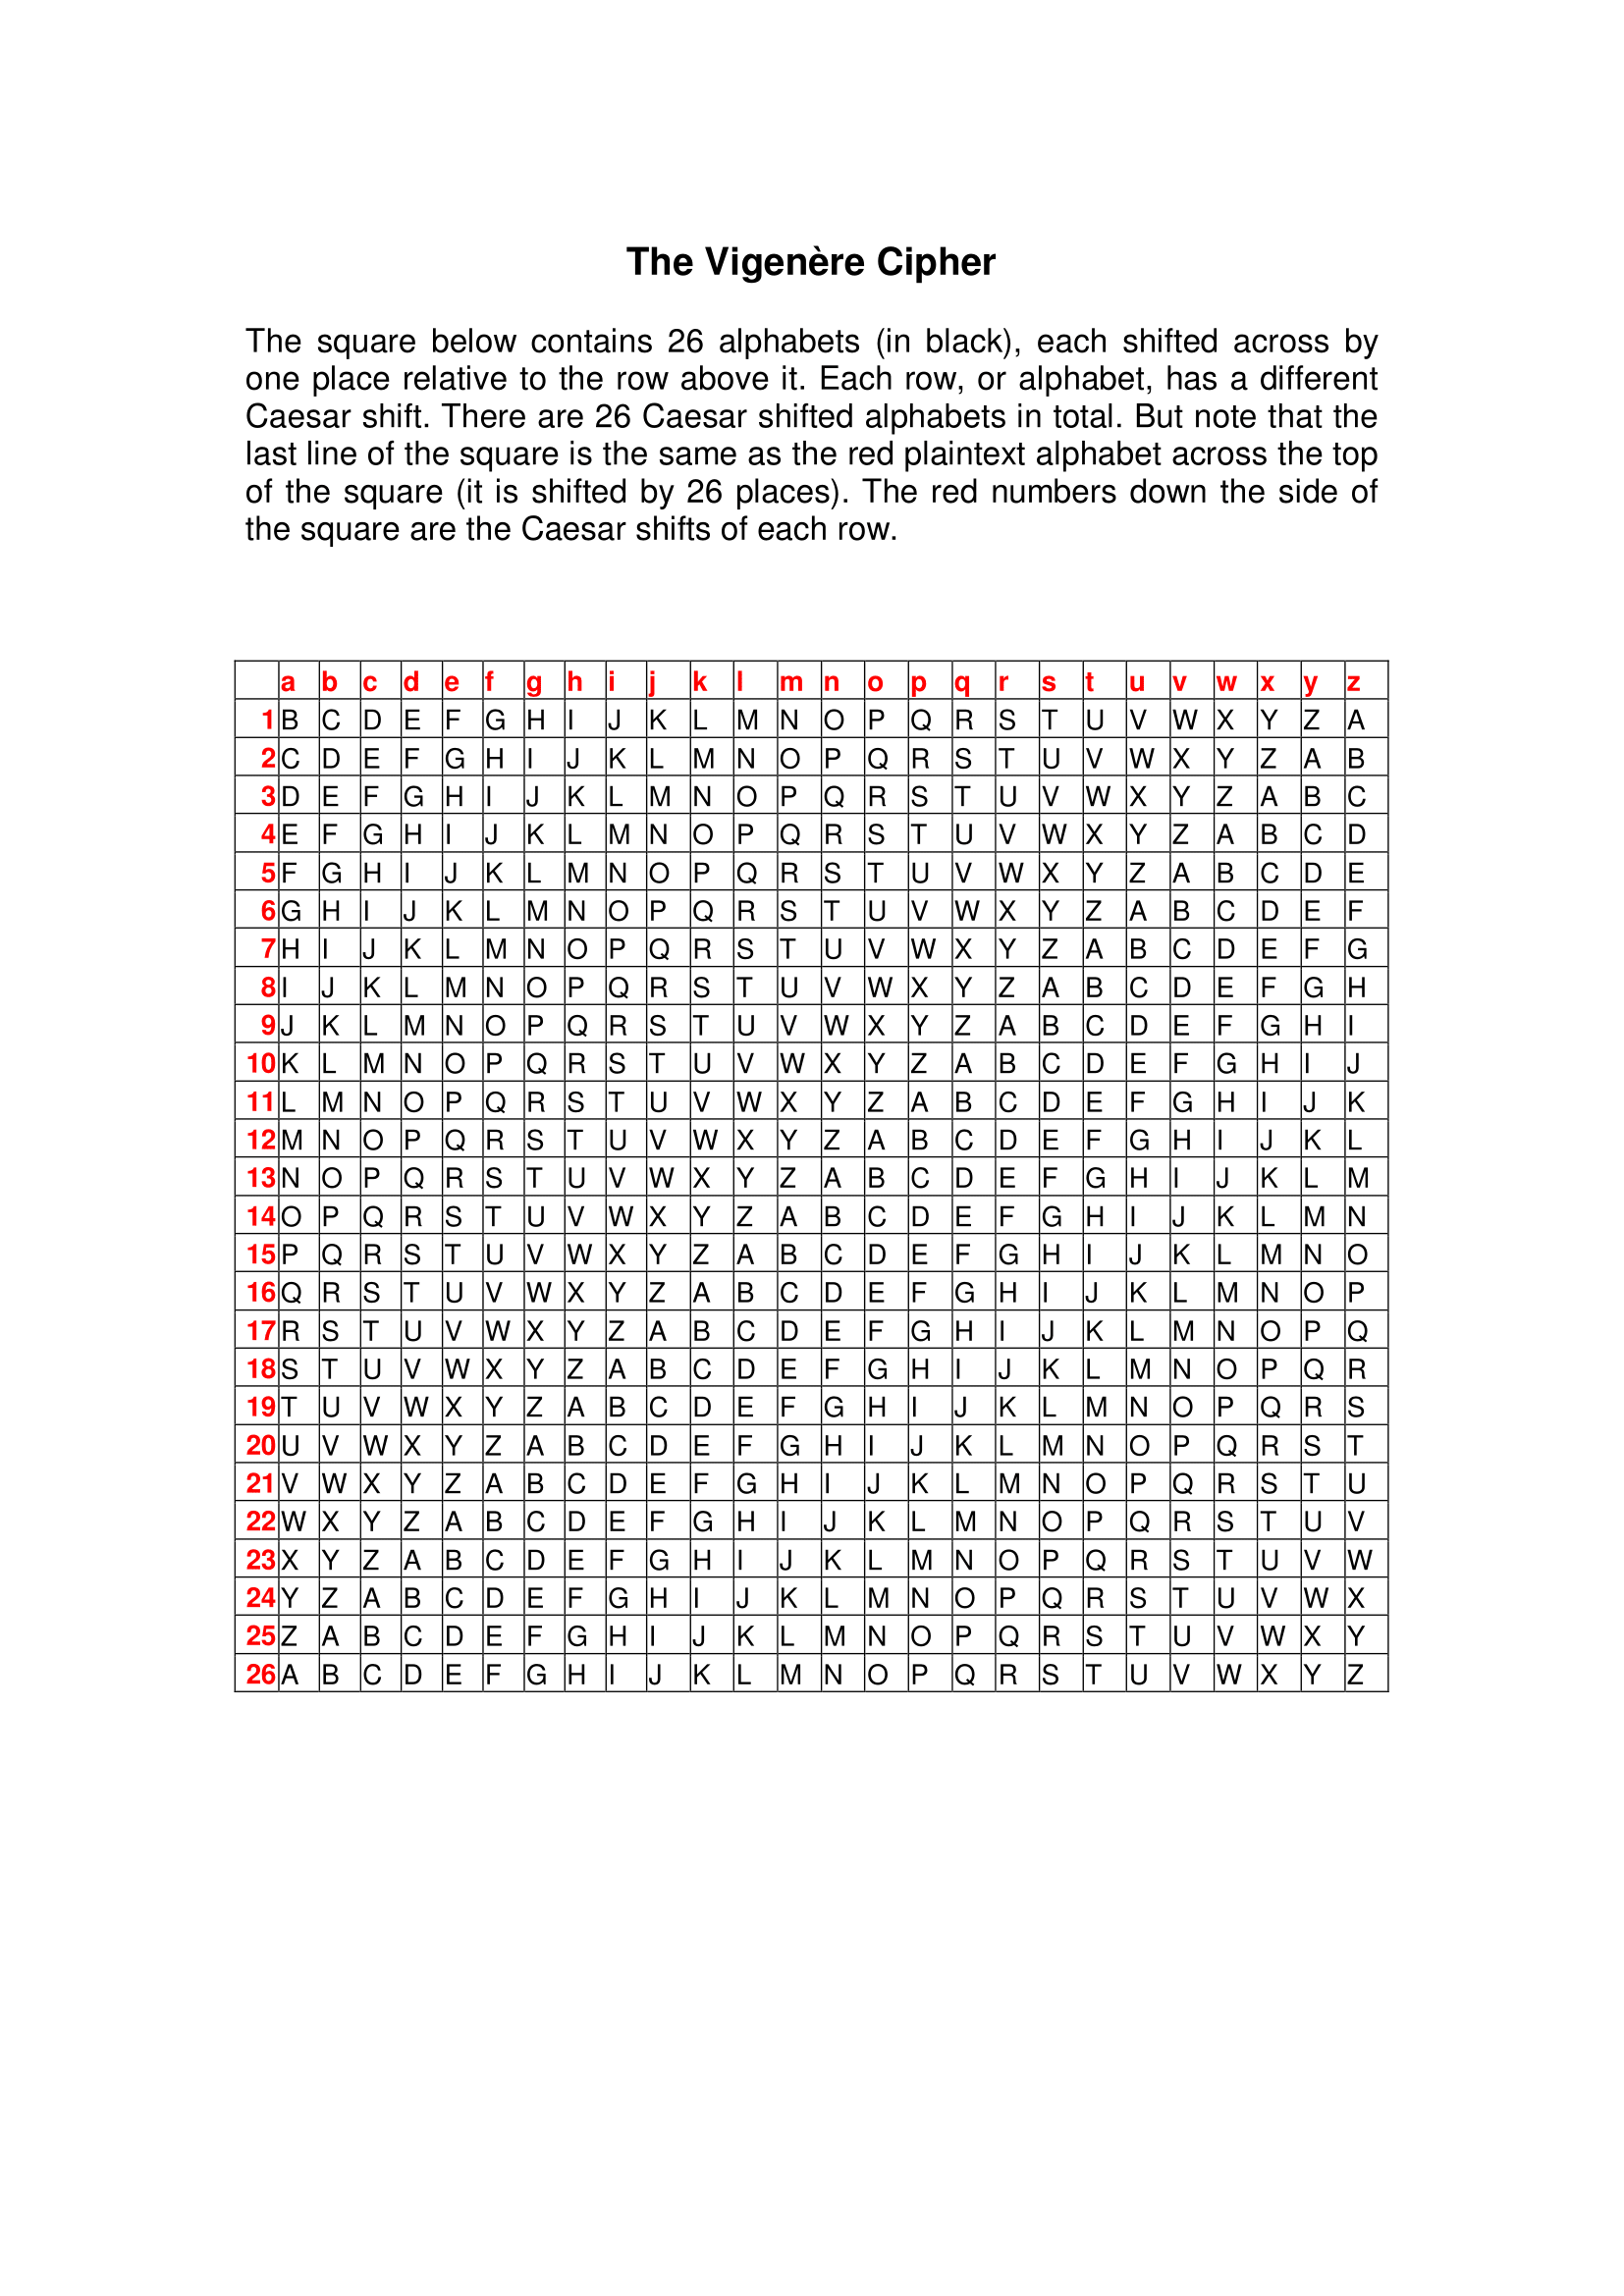 The Vigenère Cipher
The square below contains 26 alphabets (in black), each shifted across by
one place relative to the row above it. Each row, or alphabet, has a different
Caesar shift. There are 26 Caesar shifted alphabets in total. But note that the
last line of the square is the same as the red plaintext alphabet across the top
of the square (it is shifted by 26 places). The red numbers down the side of
the square are the Caesar shifts of each row.
a b c d e f g h i j k l m n o p q r s t u v w x y z
1 B C D E F G H I J K L M N O P Q R S T U V W X Y Z A
2 C D E F G H I J K L M N O P Q R S T U V W X Y Z A B
3 D E F G H I J K L M N O P Q R S T U V W X Y Z A B C
4 E F G H I J K L M N O P Q R S T U V W X Y Z A B C D
5 F G H I J K L M N O P Q R S T U V W X Y Z A B C D E
6 G H I J K L M N O P Q R S T U V W X Y Z A B C D E F
7 H I J K L M N O P Q R S T U V W X Y Z A B C D E F G
8 I J K L M N O P Q R S T U V W X Y Z A B C D E F G H
9 J K L M N O P Q R S T U V W X Y Z A B C D E F G H I
10 K L M N O P Q R S T U V W X Y Z A B C D E F G H I J
11 L M N O P Q R S T U V W X Y Z A B C D E F G H I J K
12 M N O P Q R S T U V W X Y Z A B C D E F G H I J K L
13 N O P Q R S T U V W X Y Z A B C D E F G H I J K L M
14 O P Q R S T U V W X Y Z A B C D E F G H I J K L M N
15 P Q R S T U V W X Y Z A B C D E F G H I J K L M N O
16 Q R S T U V W X Y Z A B C D E F G H I J K L M N O P
17 R S T U V W X Y Z A B C D E F G H I J K L M N O P Q
18 S T U V W X Y Z A B C D E F G H I J K L M N O P Q R
19 T U V W X Y Z A B C D E F G H I J K L M N O P Q R S
20 U V W X Y Z A B C D E F G H I J K L M N O P Q R S T
21 V W X Y Z A B C D E F G H I J K L M N O P Q R S T U
22 W X Y Z A B C D E F G H I J K L M N O P Q R S T U V
23 X Y Z A B C D E F G H I J K L M N O P Q R S T U V W
24 Y Z A B C D E F G H I J K L M N O P Q R S T U V W X
25 Z A B C D E F G H I J K L M N O P Q R S T U V W X Y
26 A B C D E F G H I J K L M N O P Q R S T U V W X Y Z